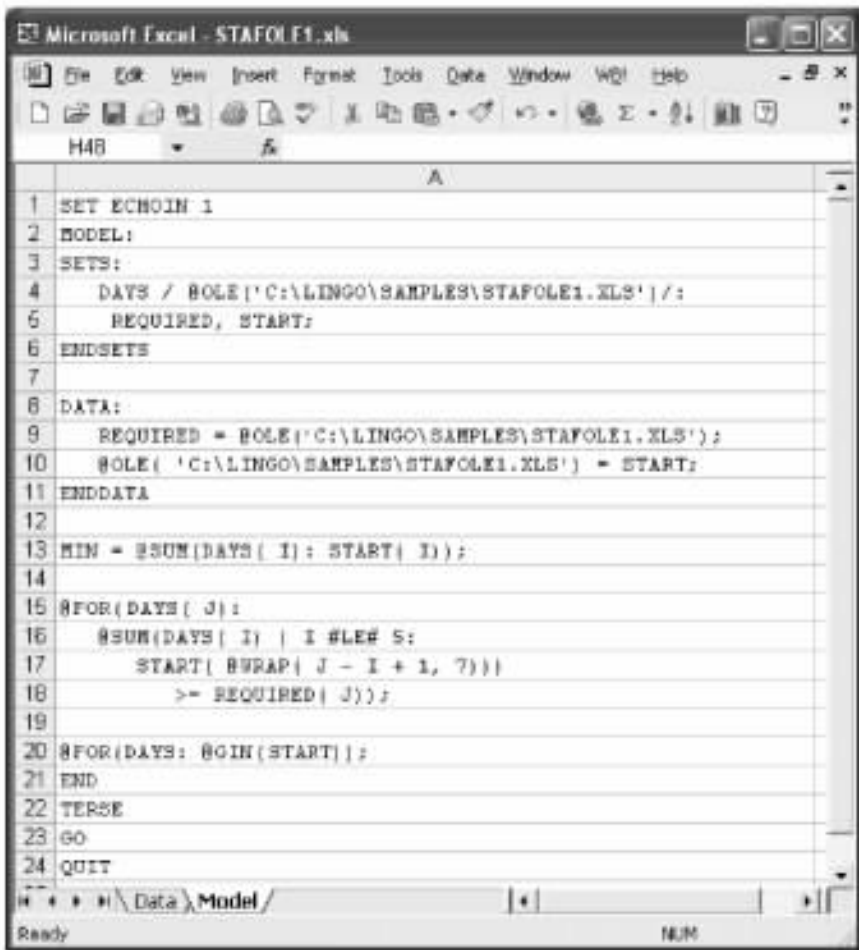 Microsoft Excel - STAFOLE1.xls
File Edit View Insert Format Tools Data Window WB! Help
H48 fx
A
1 SET ECHOIN 1
2 MODEL:
3 SETS:
4 DAYS / @OLE('C:\LINGO\SAMPLES\STAFOLE1.XLS')/:
5 REQUIRED, START;
6 ENDSETS
7
8 DATA:
9 REQUIRED = @OLE('C:\LINGO\SAMPLES\STAFOLE1.XLS');
10 @OLE( 'C:\LINGO\SAMPLES\STAFOLE1.XLS') = START;
11 ENDDATA
12
13 MIN = @SUM(DAYS( I): START( I));
14
15 @FOR(DAYS( J):
16 @SUM(DAYS( I) | I #LE# 5:
17 START( @WRAP( J - I + 1, 7)))
18 >= REQUIRED( J));
19
20 @FOR(DAYS: @GIN(START));
21 END
22 TERSE
23 GO
24 QUIT
Data Model
Ready NUM